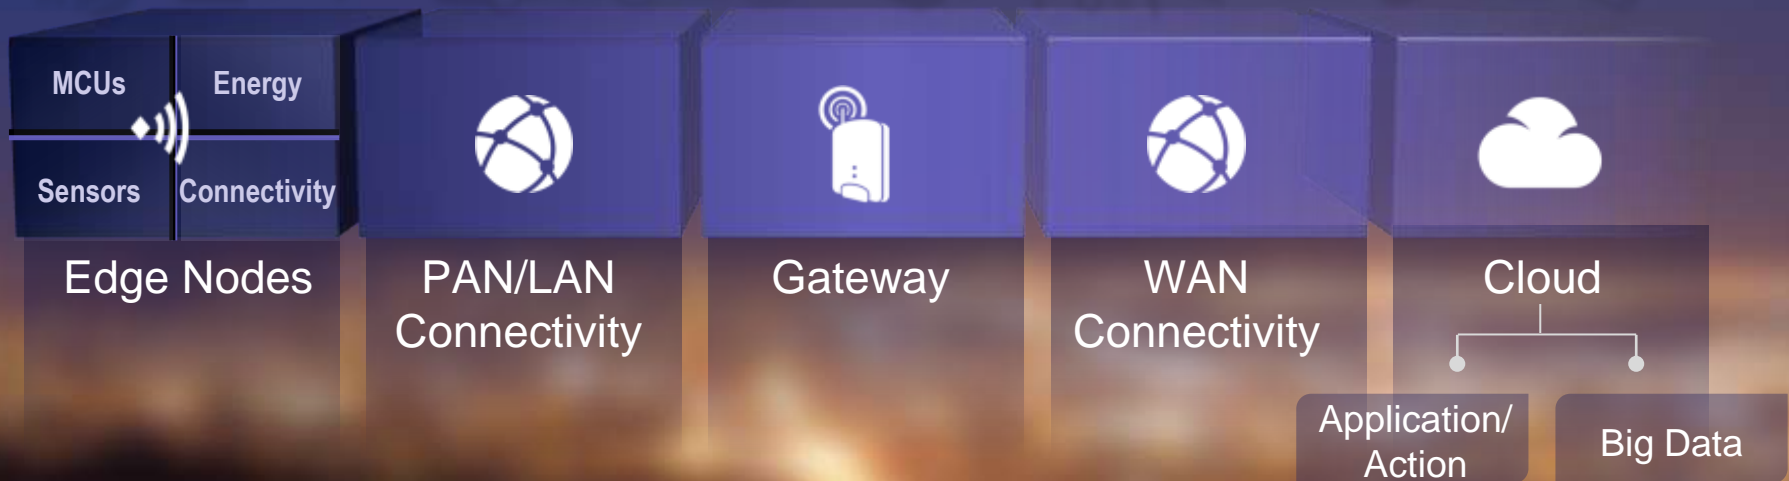 MCUs
Energy
Sensors
Connectivity
Edge Nodes
PAN/LAN
Connectivity
Gateway
WAN
Connectivity
Cloud
Application/
Action
Big Data